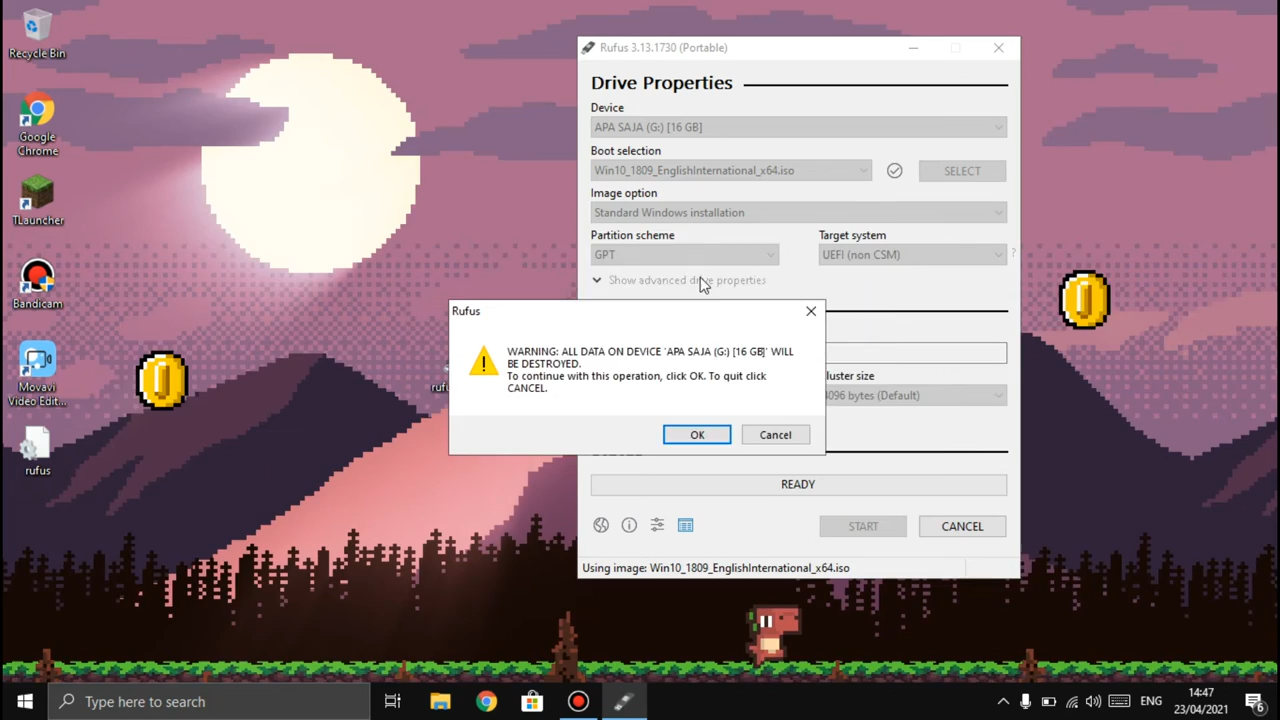 Recycle Bin
Google
Chrome
TLauncher
Bandicam
Movavi
Video Edit...
rufus
Rufus 3.13.1730 (Portable)
Drive Properties
Device
APA SAJA (G:) [16 GB]
Boot selection
Win10_1809_EnglishInternational_x64.iso
SELECT
Image option
Standard Windows installation
Partition scheme
Target system
GPT
UEFI (non CSM)
?
Show advanced drive properties
Rufus
WARNING: ALL DATA ON DEVICE 'APA SAJA (G:) [16 GB]' WILL
BE DESTROYED.
To continue with this operation, click OK. To quit click
CANCEL.
OK
Cancel
4096 bytes (Default)
READY
START
CANCEL
Using image: Win10_1809_EnglishInternational_x64.iso
Type here to search
ENG
14:47
23/04/2021
6